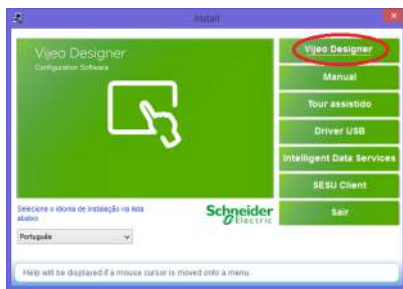 Install
Vijeo Designer
Configuration Software
Vijeo Designer
Manual
Tour assistido
Driver USB
Intelligent Data Services
SESU Client
Sair
Selecione o idioma de instalação na lista
abaixo
Schneider
Electric
Português
Help will be displayed if a mouse cursor is moved onto a menu.